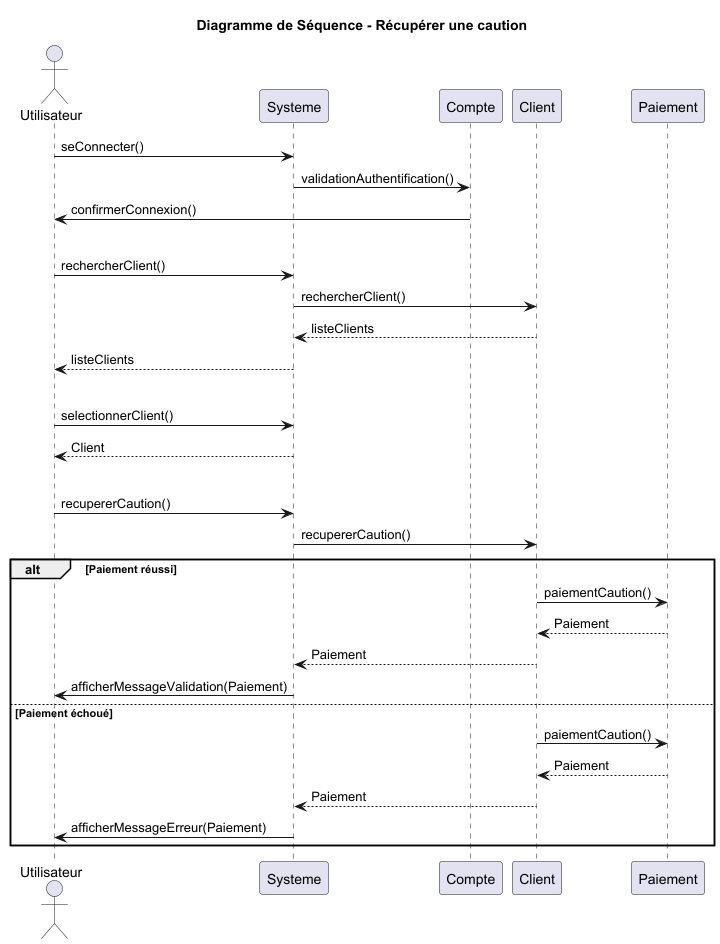 Diagramme de Séquence - Récupérer une caution
Utilisateur
Systeme
Compte
Client
Paiement
seConnecter()
validationAuthentification()
confirmerConnexion()
rechercherClient()
rechercherClient()
listeClients
listeClients
selectionnerClient()
Client
recupererCaution()
recupererCaution()
alt
[Paiement réussi]
paiementCaution()
Paiement
Paiement
afficherMessageValidation(Paiement)
[Paiement échoué]
paiementCaution()
Paiement
Paiement
afficherMessageErreur(Paiement)
Utilisateur
Systeme
Compte
Client
Paiement